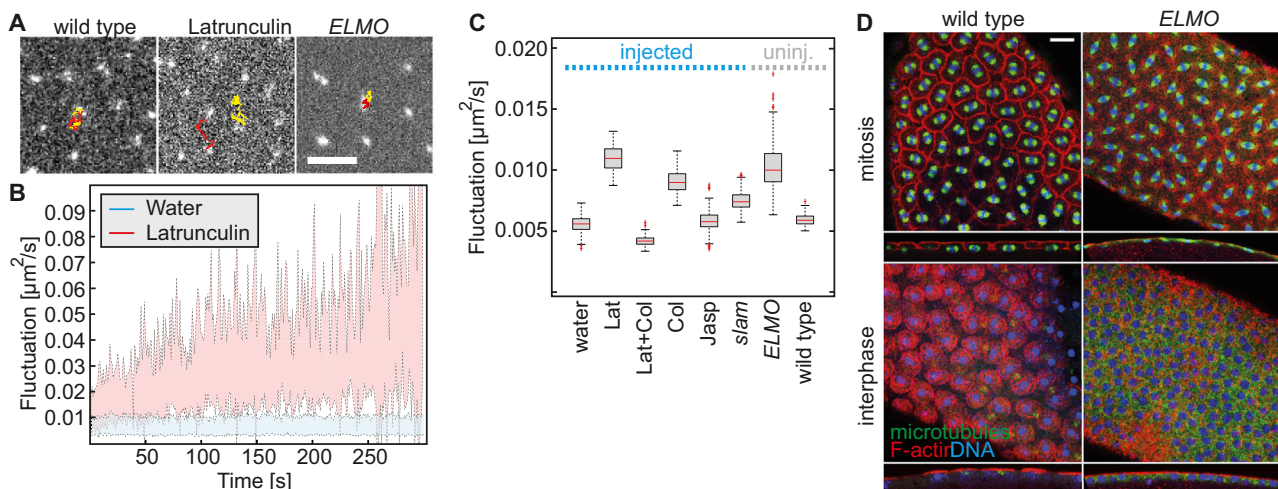 A
wild type
Latrunculin
ELMO
B
Fluctuation [µm²/s]
0.09
0.08
0.07
0.06
0.05
0.04
0.03
0.02
0.01
Water
Latrunculin
50
100
150
200
250
Time [s]
C
Fluctuation [µm²/s]
0.020
0.015
0.010
0.005
injected
uninj.
water
Lat
Lat+Col
Col
Jasp
slam
ELMO
wild type
D
wild type
ELMO
mitosis
interphase
microtubules
F-actin DNA